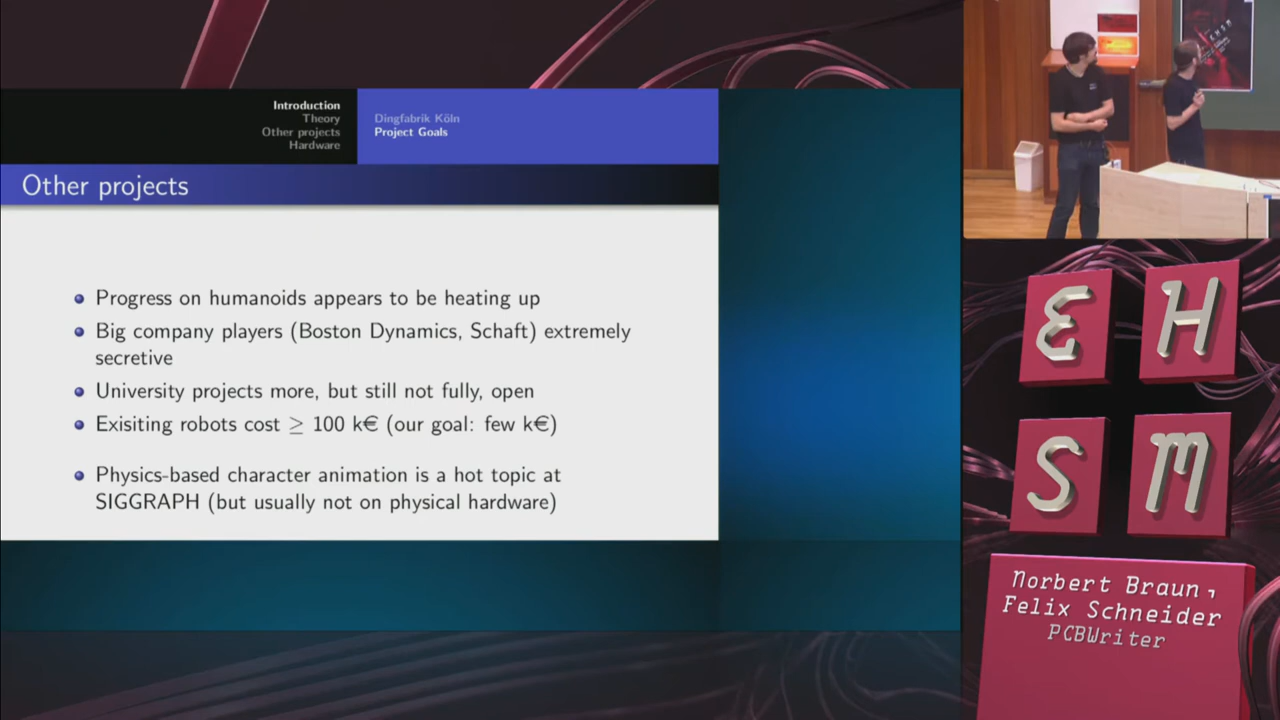 Introduction
Theory
Other projects
Hardware
Dingfabrik Köln
Project Goals
Other projects
Progress on humanoids appears to be heating up
Big company players (Boston Dynamics, Schaft) extremely
secretive
University projects more, but still not fully, open
Exisiting robots cost ≥ 100 k€ (our goal: few k€)
Physics-based character animation is a hot topic at
SIGGRAPH (but usually not on physical hardware)
EH
SM
Norbert Braun,
Felix Schneider
PCBWriter